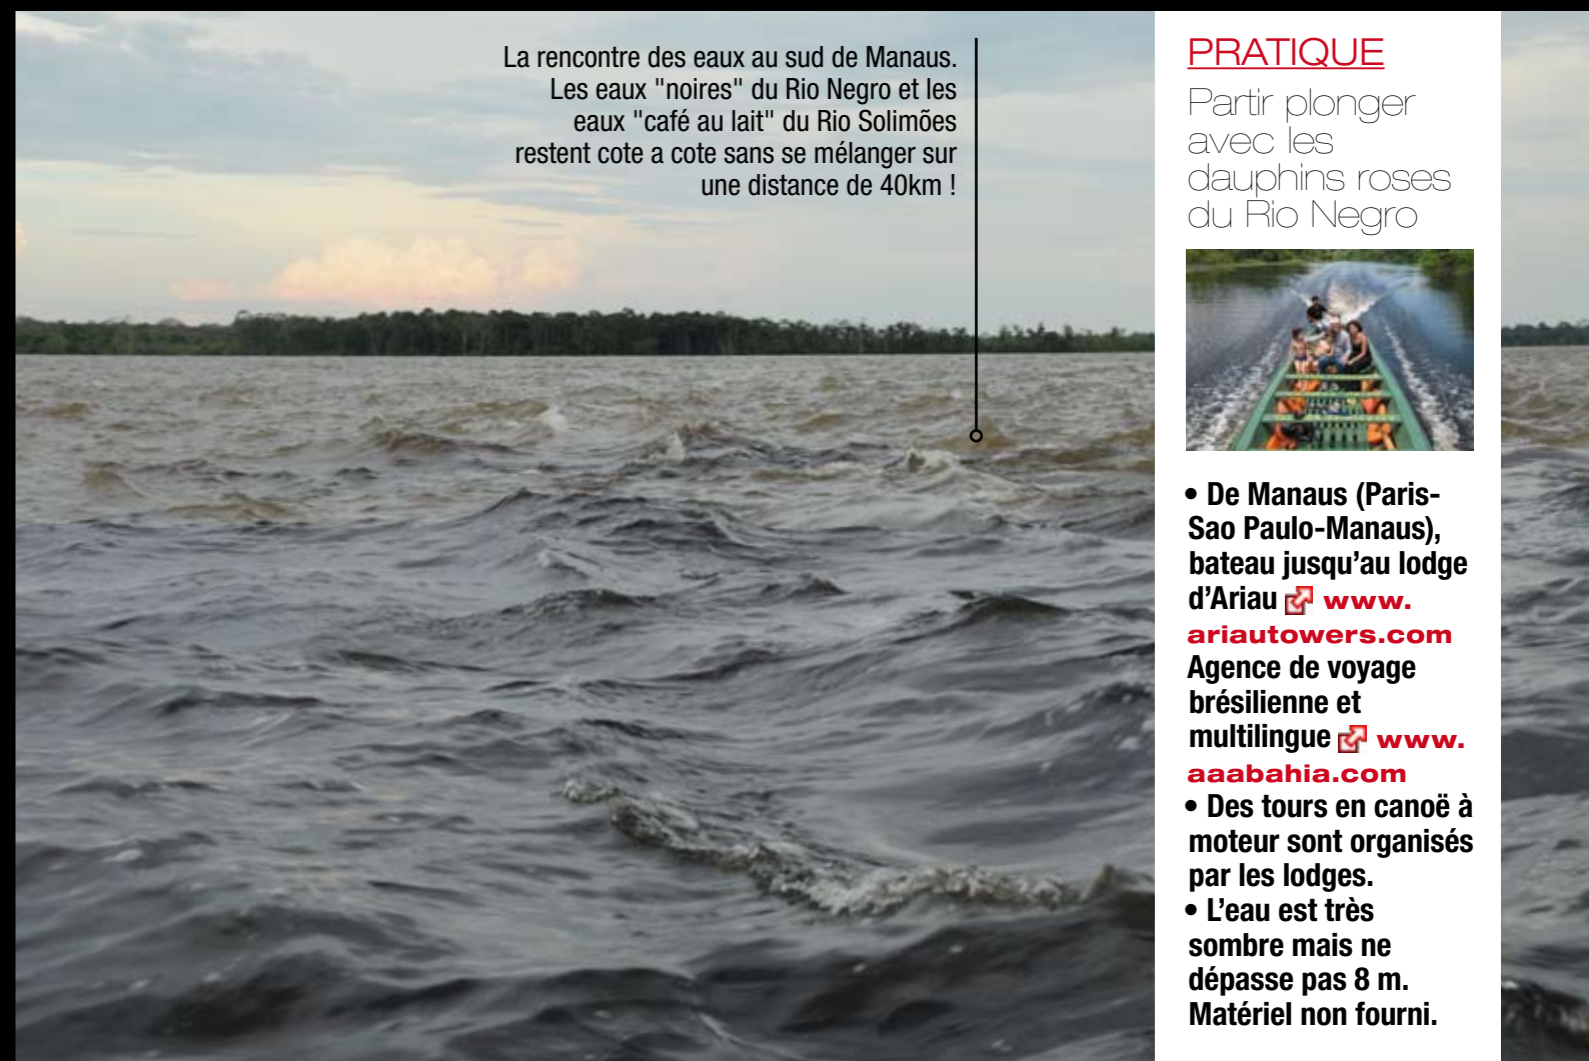 La rencontre des eaux au sud de Manaus.
Les eaux "noires" du Rio Negro et les
eaux "café au lait" du Rio Solimões
restent cote a cote sans se mélanger sur
une distance de 40km !
PRATIQUE
Partir plonger
avec les
dauphins roses
du Rio Negro
• De Manaus (Paris-
Sao Paulo-Manaus),
bateau jusqu’au lodge
d’Ariau www.
ariautowers.com
Agence de voyage
brésilienne et
multilingue www.
aaabahia.com
• Des tours en canoë à
moteur sont organisés
par les lodges.
• L’eau est très
sombre mais ne
dépasse pas 8 m.
Matériel non fourni.